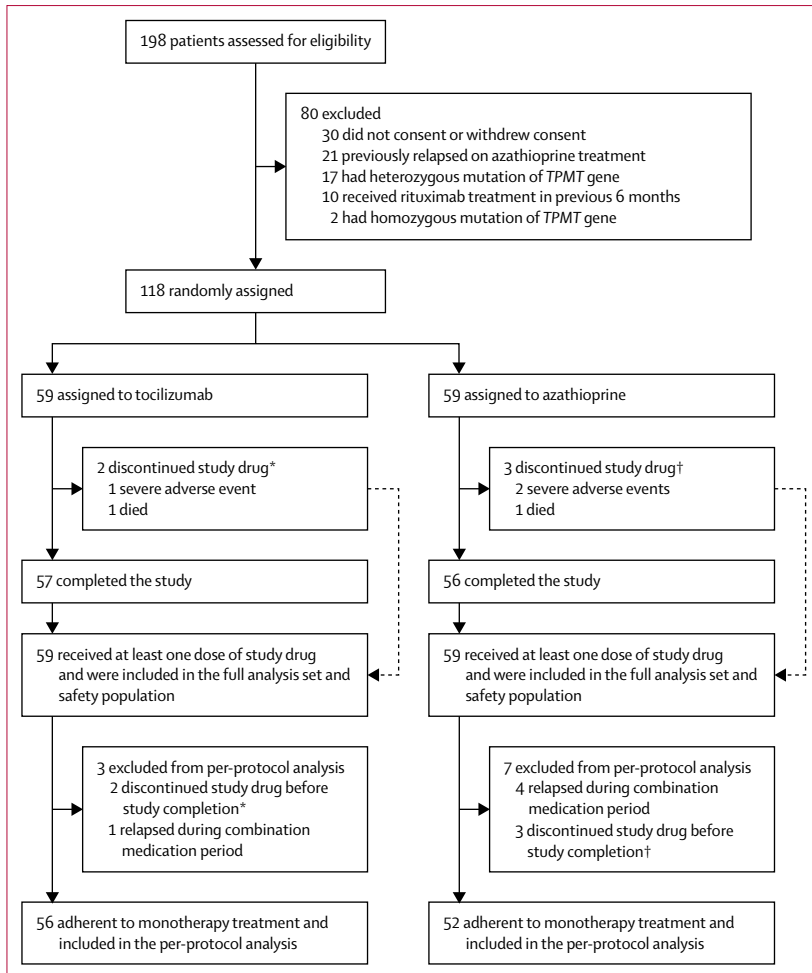 198 patients assessed for eligibility
80 excluded
30 did not consent or withdrew consent
21 previously relapsed on azathioprine treatment
17 had heterozygous mutation of TPMT gene
10 received rituximab treatment in previous 6 months
2 had homozygous mutation of TPMT gene
118 randomly assigned
59 assigned to tocilizumab
59 assigned to azathioprine
2 discontinued study drug*
1 severe adverse event
1 died
3 discontinued study drug†
2 severe adverse events
1 died
57 completed the study
56 completed the study
59 received at least one dose of study drug
and were included in the full analysis set and
safety population
59 received at least one dose of study drug
and were included in the full analysis set and
safety population
3 excluded from per-protocol analysis
2 discontinued study drug before
study completion*
1 relapsed during combination
medication period
7 excluded from per-protocol analysis
4 relapsed during combination
medication period
3 discontinued study drug before
study completion†
56 adherent to monotherapy treatment and
included in the per-protocol analysis
52 adherent to monotherapy treatment and
included in the per-protocol analysis